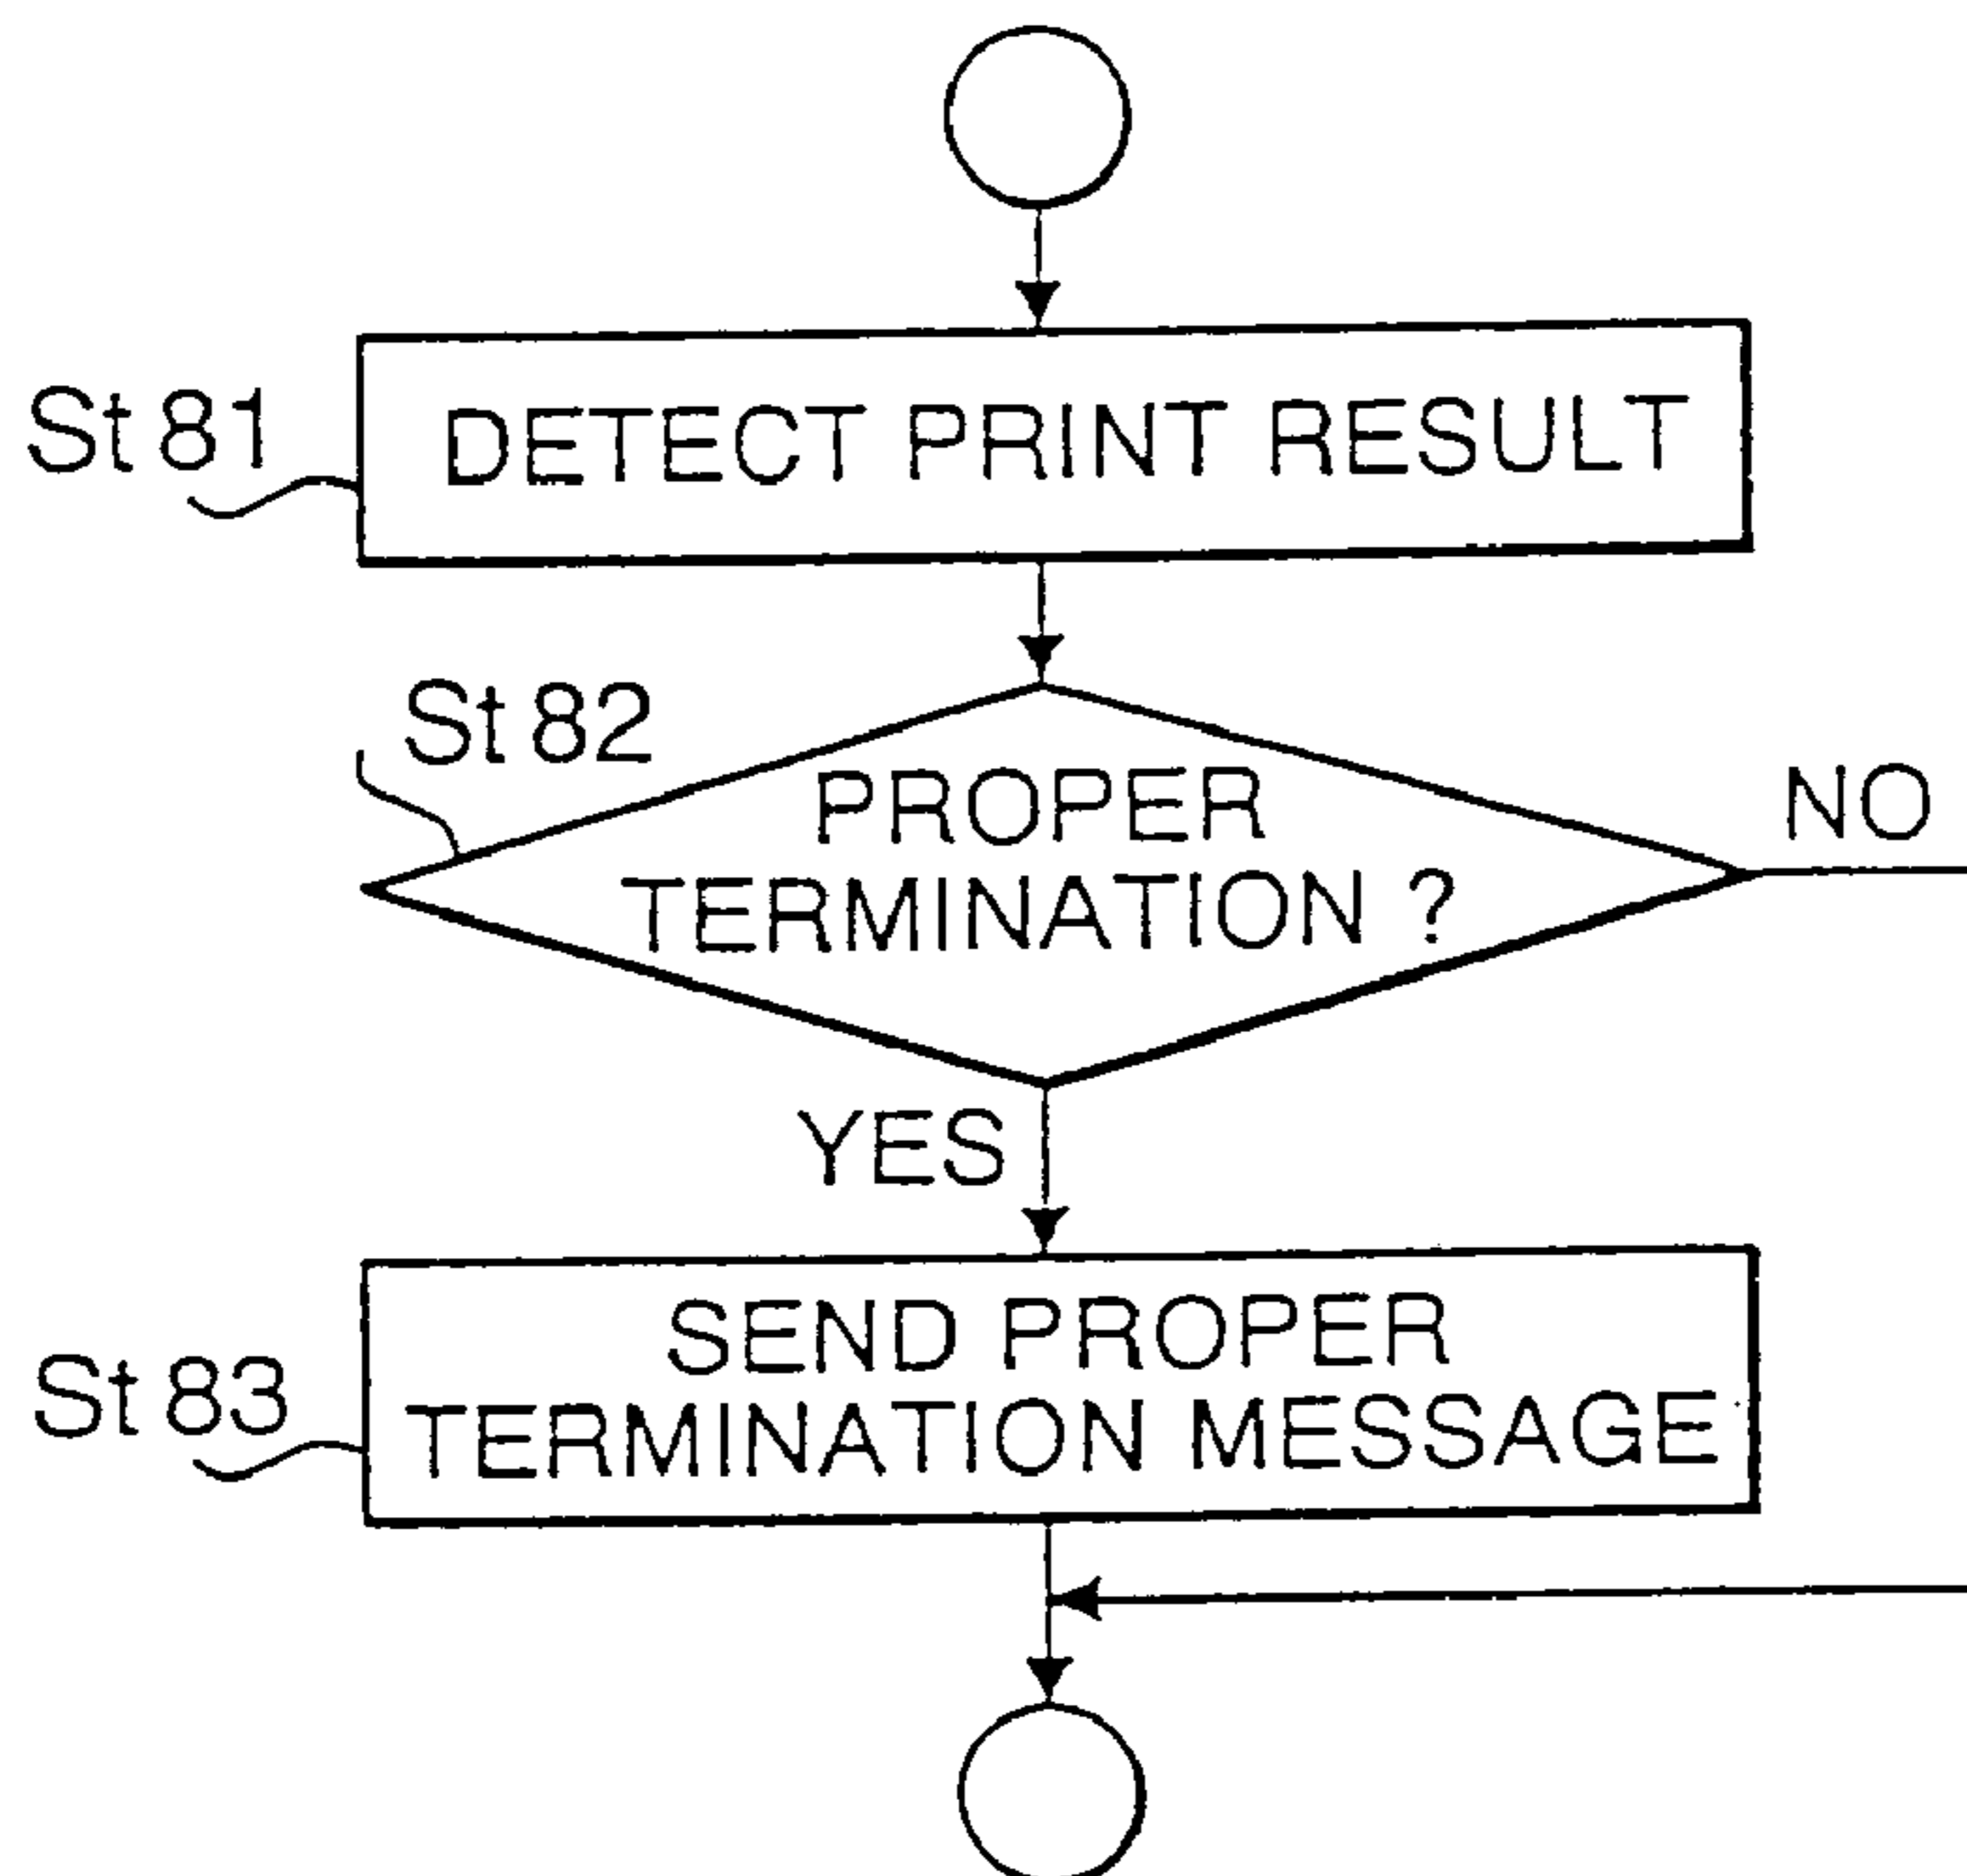 St 81
DETECT PRINT RESULT
St 82
PROPER
TERMINATION ?
NO
YES
SEND PROPER
TERMINATION MESSAGE
St 83